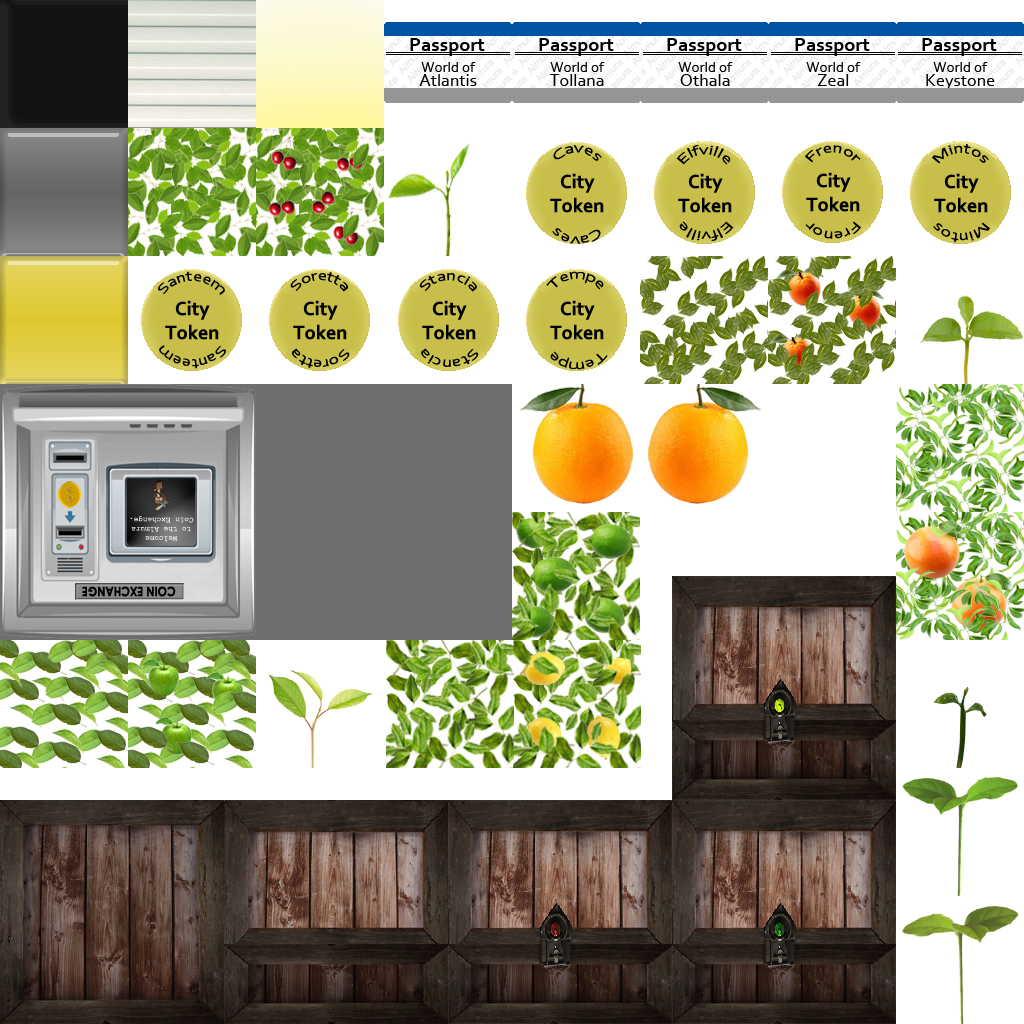 Passport
World of
Atlantis
Passport
World of
Tollana
Passport
World of
Othala
Passport
World of
Zeal
Passport
World of
Keystone
Caves
City
Token
Caves
Elfville
City
Token
Elfville
Frenor
City
Token
Frenor
Mintos
City
Token
Mintos
Santeem
City
Token
Santeem
Soretta
City
Token
Soretta
Stancia
City
Token
Stancia
Tempe
City
Token
Tempe
Welcome
to the Almura
Coin Exchange.
COIN EXCHANGE